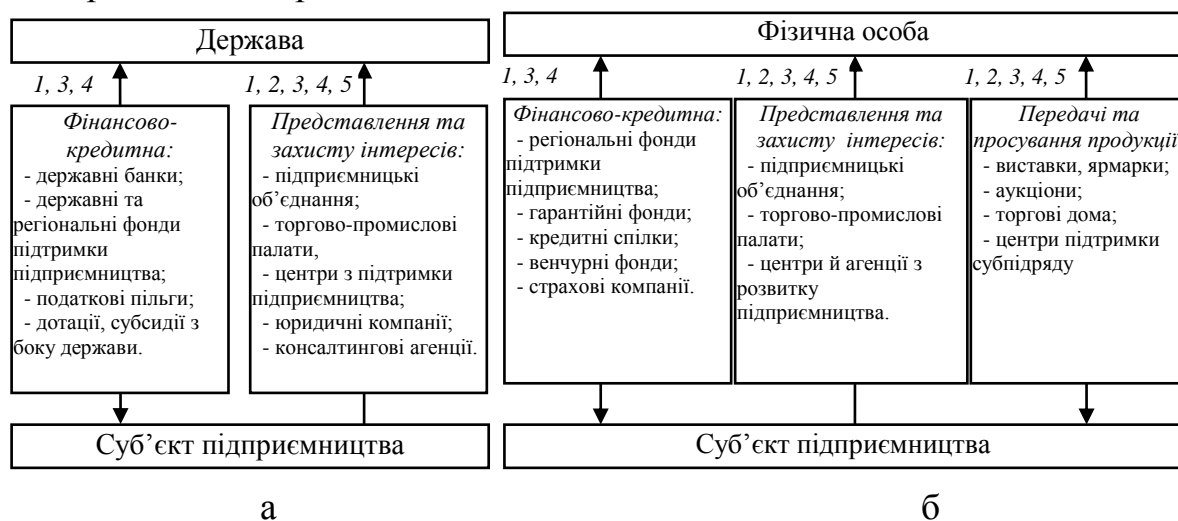 Держава
1, 3, 4
1, 2, 3, 4, 5
Фінансово-
кредитна:
- державні банки;
- державні та
регіональні фонди
підтримки
підприємництва;
- податкові пільги;
- дотації, субсидії з
боку держави.
Представлення та
захисту інтересів:
- підприємницькі
об’єднання;
- торгово-промислові
палати,
- центри з підтримки
підприємництва;
- юридичні компанії;
- консалтингові агенції.
Суб’єкт підприємництва
а
Фізична особа
1, 3, 4
1, 2, 3, 4, 5
1, 2, 3, 4, 5
Фінансово-кредитна:
- регіональні фонди
підтримки
підприємництва;
- гарантійні фонди;
- кредитні спілки;
- венчурні фонди;
- страхові компанії.
Представлення та
захисту інтересів:
- підприємницькі
об’єднання;
- торгово-промислові
палати;
- центри й агенції з
розвитку
підприємництва.
Передачі та
просування продукції
- виставки, ярмарки;
- аукціони;
- торгові дома;
- центри підтримки
субпідряду
Суб’єкт підприємництва
б